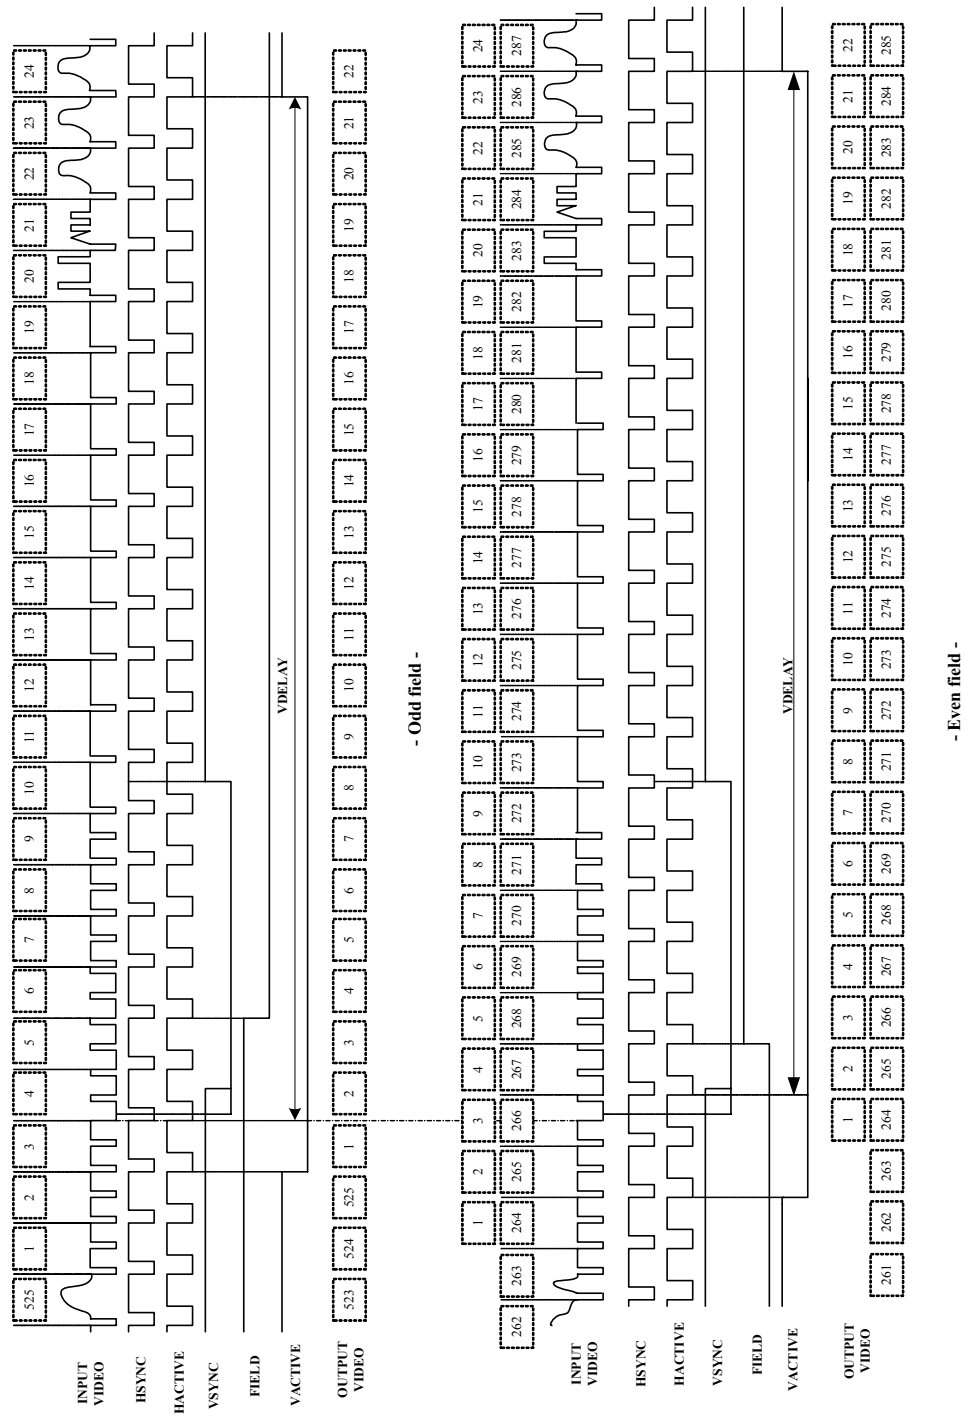 525 1 2 3 4 5 6 7 8 9 10 11 12 13 14 15 16 17 18 19 20 21 22 23 24
INPUT
VIDEO
HSYNC
HACTIVE
VSYNC
FIELD
VDELAY
VACTIVE
OUTPUT
VIDEO
523 524 525 1 2 3 4 5 6 7 8 9 10 11 12 13 14 15 16 17 18 19 20 21 22
- Odd field -
1 2 3 4 5 6 7 8 9 10 11 12 13 14 15 16 17 18 19 20 21 22 23 24
262 263 264 265 266 267 268 269 270 271 272 273 274 275 276 277 278 279 280 281 282 283 284 285 286 287
INPUT
VIDEO
HSYNC
HACTIVE
VSYNC
FIELD
VDELAY
VACTIVE
OUTPUT
VIDEO
1 2 3 4 5 6 7 8 9 10 11 12 13 14 15 16 17 18 19 20 21 22
261 262 263 264 265 266 267 268 269 270 271 272 273 274 275 276 277 278 279 280 281 282 283 284 285
- Even field -